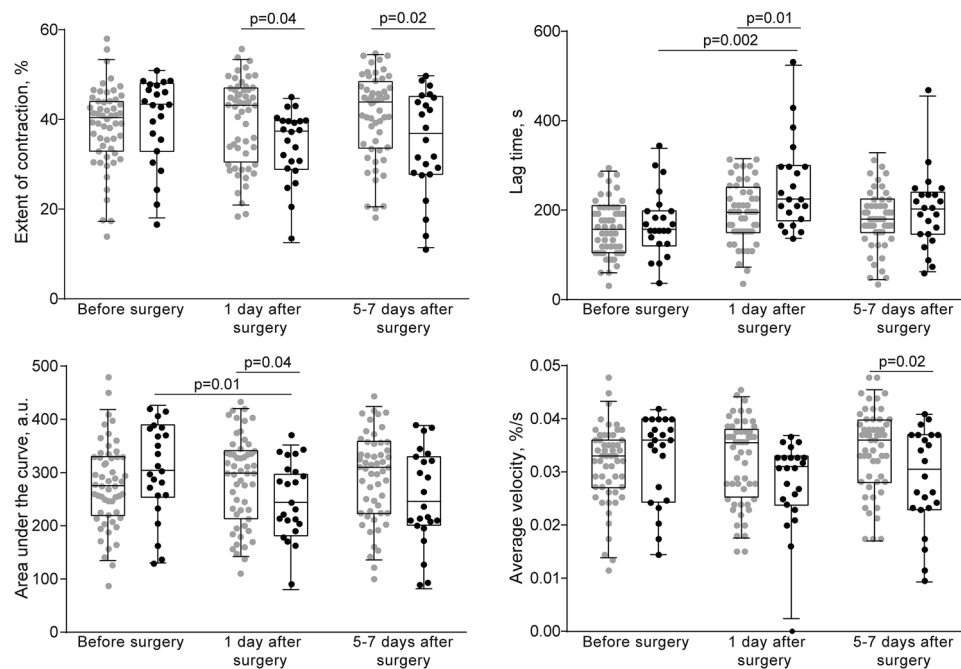 p=0.04
p=0.02
60
40
20
0
Extent of contraction, %
Before surgery
1 day after
surgery
5-7 days after
surgery
p=0.01
p=0.002
600
400
200
0
Lag time, s
Before surgery
1 day after
surgery
5-7 days after
surgery
p=0.04
p=0.01
500
400
300
200
100
0
Area under the curve, a.u.
Before surgery
1 day after
surgery
5-7 days after
surgery
p=0.02
0.05
0.04
0.03
0.02
0.01
0.00
Average velocity, %/s
Before surgery
1 day after
surgery
5-7 days after
surgery